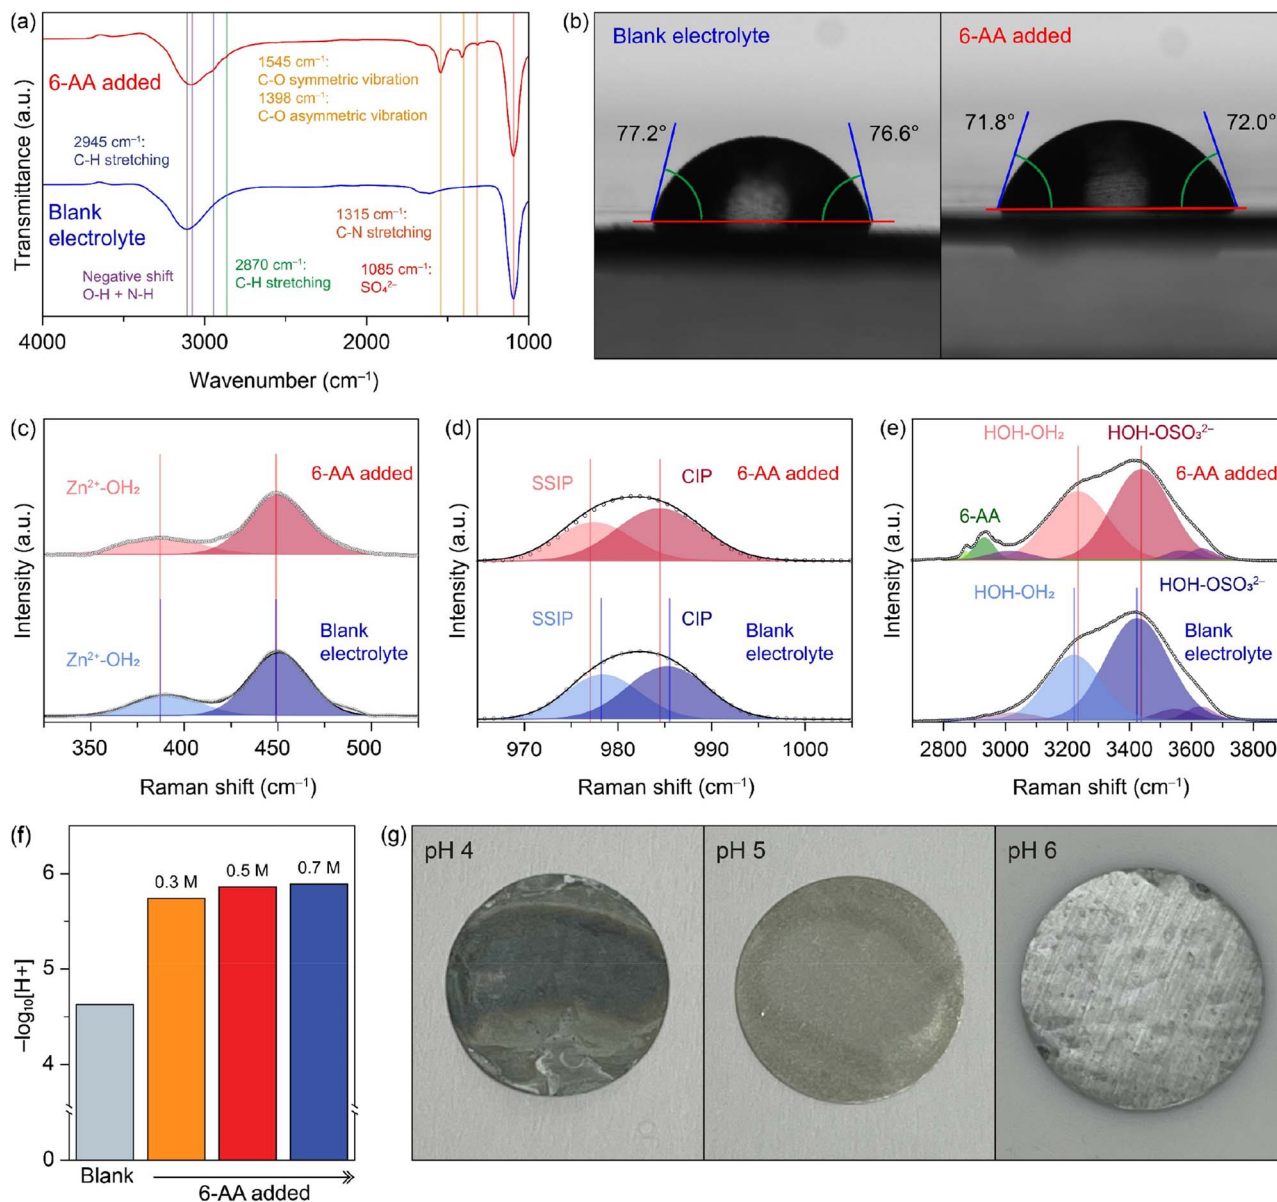 (a)
Transmittance (a.u.)
6-AA added
1545 cm⁻¹:
C-O symmetric vibration
1398 cm⁻¹:
C-O asymmetric vibration
2945 cm⁻¹:
C-H stretching
Blank
electrolyte
1315 cm⁻¹:
C-N stretching
Negative shift
O-H + N-H
2870 cm⁻¹:
C-H stretching
1085 cm⁻¹:
SO₄²⁻
4000 3000 2000 1000
Wavenumber (cm⁻¹)
(b)
Blank electrolyte
77.2° 76.6°
6-AA added
71.8° 72.0°
(c)
Intensity (a.u.)
Zn²⁺-OH₂
6-AA added
Zn²⁺-OH₂
Blank
electrolyte
350 400 450 500
Raman shift (cm⁻¹)
(d)
Intensity (a.u.)
SSIP CIP
6-AA added
SSIP CIP
Blank
electrolyte
970 980 990 1000
Raman shift (cm⁻¹)
(e)
Intensity (a.u.)
HOH-OH₂ HOH-OSO₃²⁻
6-AA added
6-AA
HOH-OH₂ HOH-OSO₃²⁻
Blank
electrolyte
2800 3000 3200 3400 3600 3800
Raman shift (cm⁻¹)
(f)
–log₁₀[H+]
6
5
4
0
0.3 M 0.5 M 0.7 M
Blank
6-AA added
(g)
pH 4
pH 5
pH 6